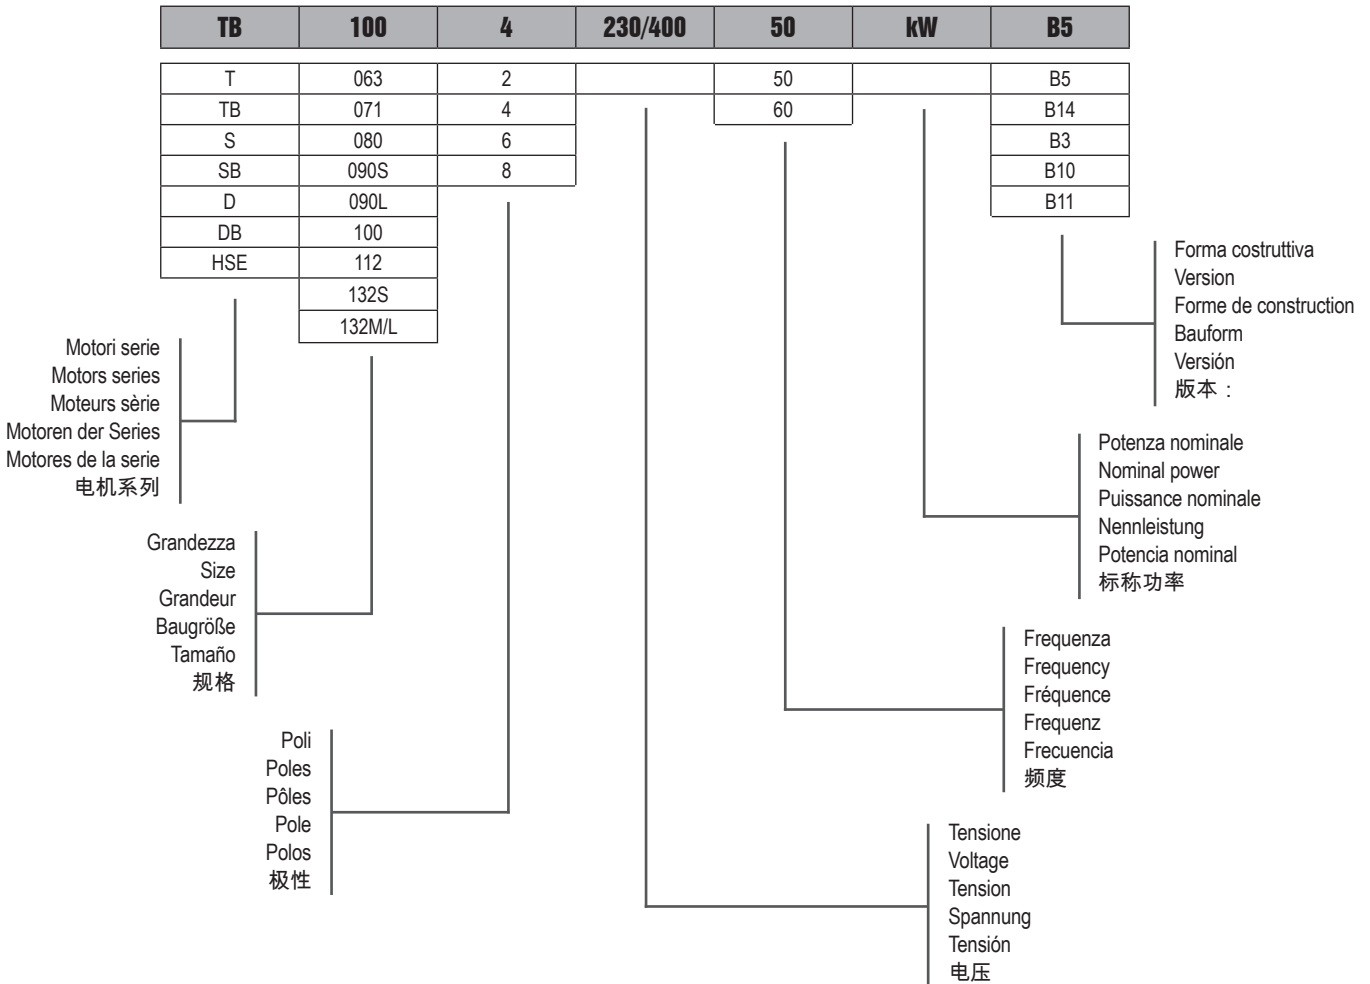 TB 100 4 230/400 50 kW B5
T 063 2 50 B5
TB 071 4 60 B14
S 080 6 B3
SB 090S 8 B10
D 090L B11
DB 100
HSE 112
132S
132M/L
Motori serie
Motors series
Moteurs sèrie
Motoren der Series
Motores de la serie
电机系列
Grandezza
Size
Grandeur
Baugröße
Tamaño
规格
Poli
Poles
Pôles
Pole
Polos
极性
Forma costruttiva
Version
Forme de construction
Bauform
Versión
版本：
Potenza nominale
Nominal power
Puissance nominale
Nennleistung
Potencia nominal
标称功率
Frequenza
Frequency
Fréquence
Frequenz
Frecuencia
频度
Tensione
Voltage
Tension
Spannung
Tensión
电压